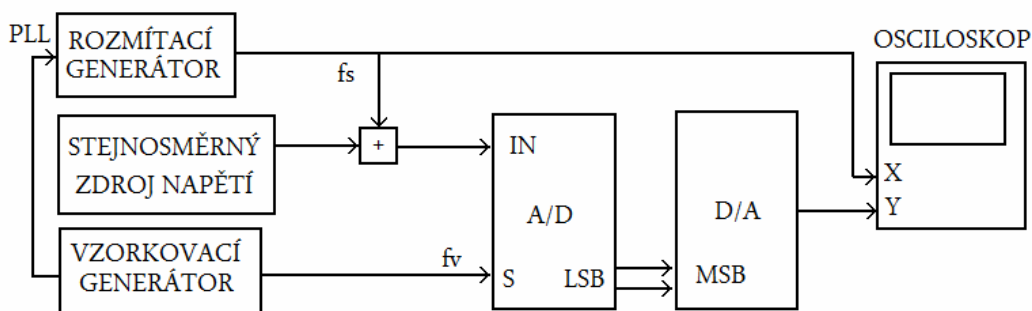 PLL
ROZMÍTACÍ
GENERÁTOR
OSCILOSKOP
fs
STEJNOSMĚRNÝ
ZDROJ NAPĚTÍ
+
IN
A/D
D/A
X
Y
VZORKOVACÍ
GENERÁTOR
fv
S
LSB
MSB